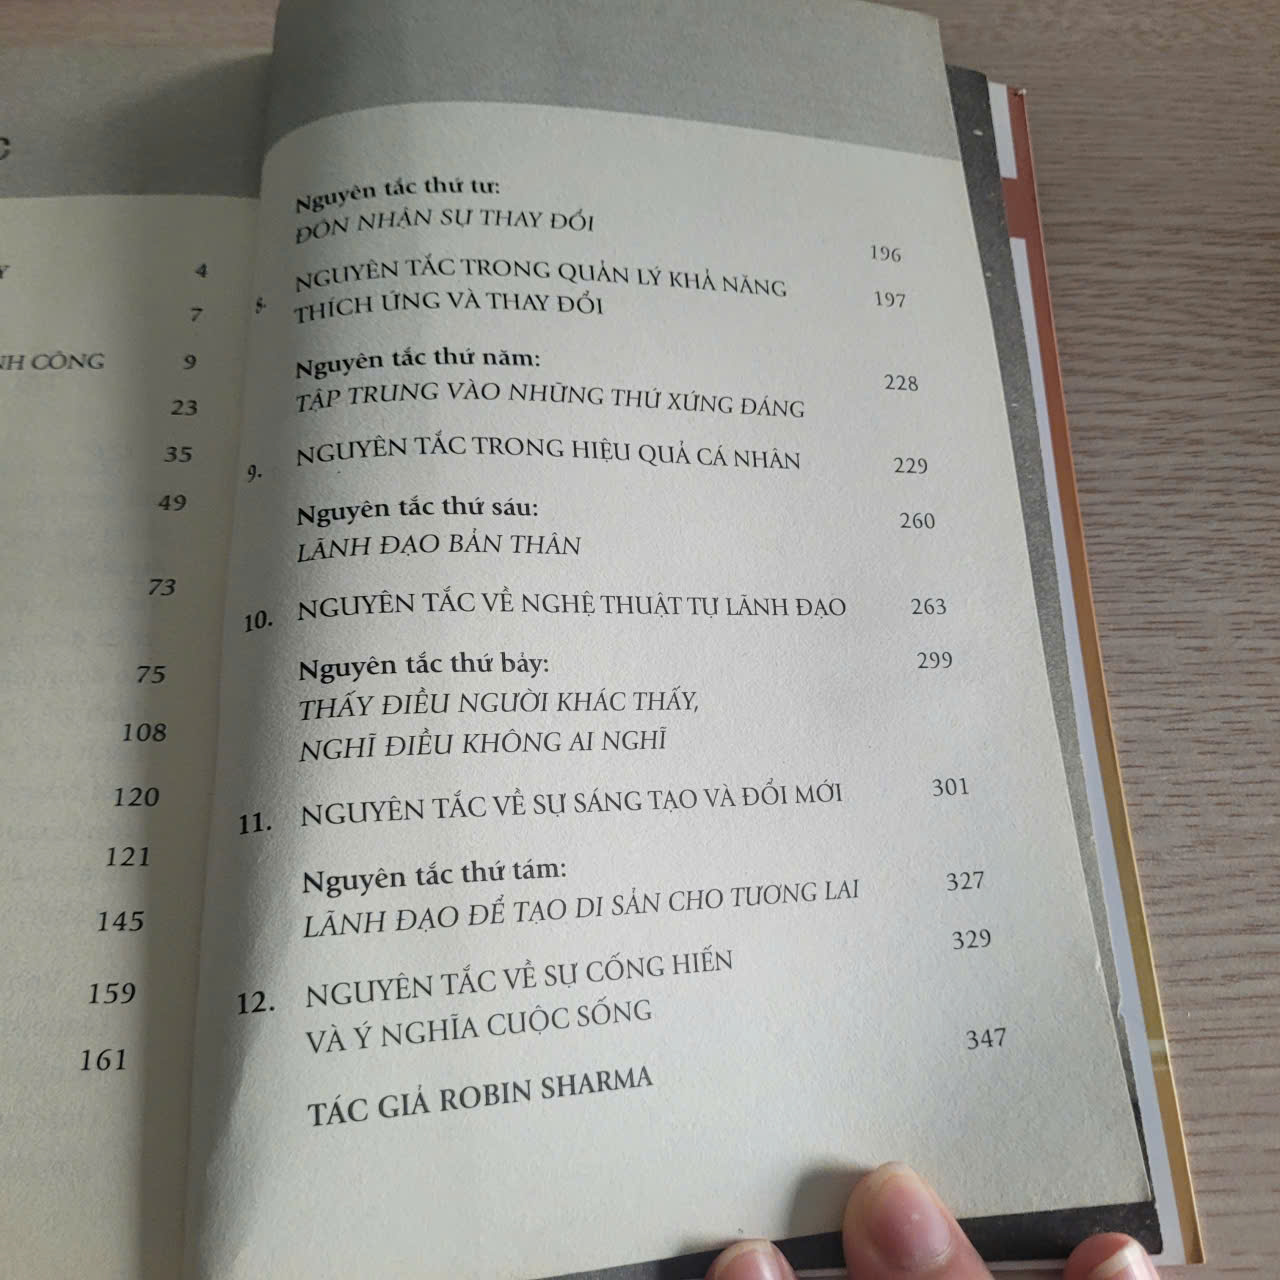 4
7
NH CÔNG 9
23
35
49
73
75
108
120
121
145
159
161
Nguyên tắc thứ tư:
ĐÓN NHẬN SỰ THAY ĐỔI 196
8. NGUYÊN TẮC TRONG QUẢN LÝ KHẢ NĂNG 197
THÍCH ỨNG VÀ THAY ĐỔI
Nguyên tắc thứ năm:
TẬP TRUNG VÀO NHỮNG THỨ XỨNG ĐÁNG 228
9. NGUYÊN TẮC TRONG HIỆU QUẢ CÁ NHÂN 229
Nguyên tắc thứ sáu: 260
LÃNH ĐẠO BẢN THÂN
10. NGUYÊN TẮC VỀ NGHỆ THUẬT TỰ LÃNH ĐẠO 263
Nguyên tắc thứ bảy: 299
THẤY ĐIỀU NGƯỜI KHÁC THẤY,
NGHĨ ĐIỀU KHÔNG AI NGHĨ
11. NGUYÊN TẮC VỀ SỰ SÁNG TẠO VÀ ĐỔI MỚI 301
Nguyên tắc thứ tám:
LÃNH ĐẠO ĐỂ TẠO DI SẢN CHO TƯƠNG LAI 327
12. NGUYÊN TẮC VỀ SỰ CỐNG HIẾN 329
VÀ Ý NGHĨA CUỘC SỐNG
TÁC GIẢ ROBIN SHARMA 347